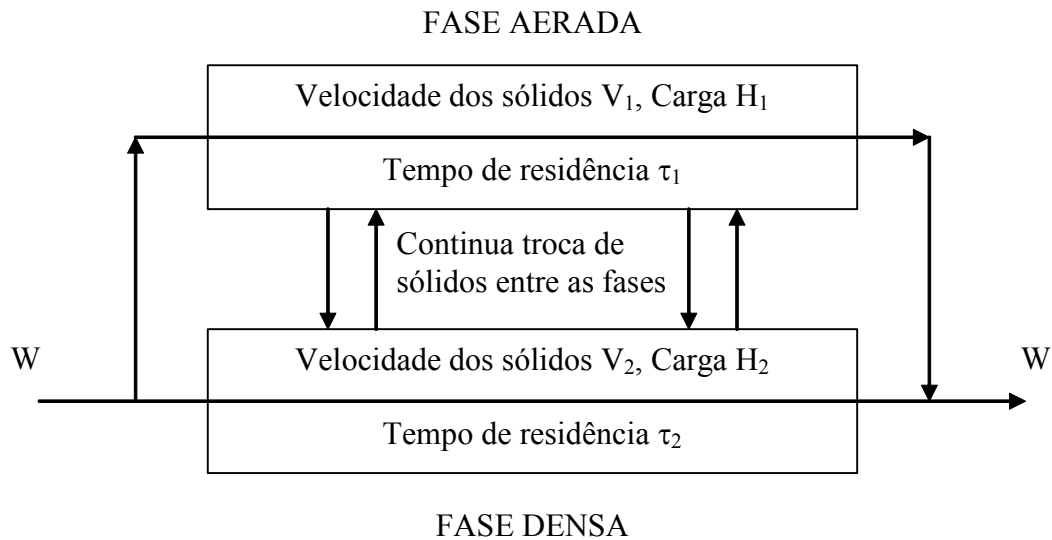 FASE AERADA
Velocidade dos sólidos V₁, Carga H₁
Tempo de residência τ₁
Continua troca de
sólidos entre as fases
W
Velocidade dos sólidos V₂, Carga H₂
W
Tempo de residência τ₂
FASE DENSA